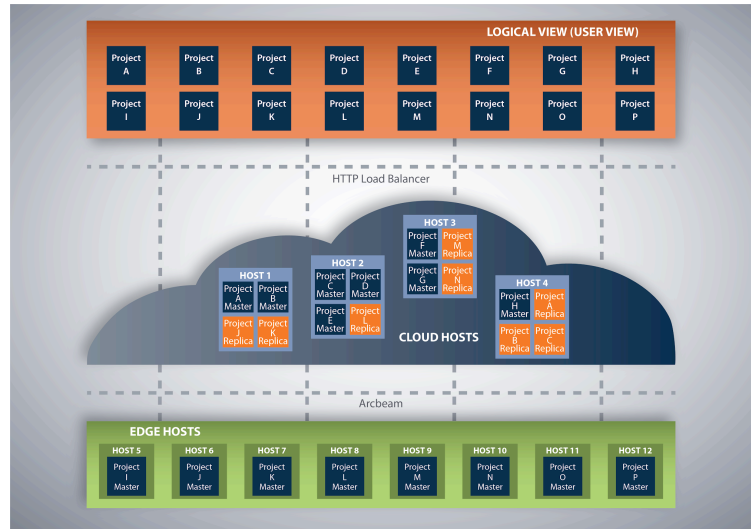 LOGICAL VIEW (USER VIEW)
Project
A
Project
B
Project
C
Project
D
Project
E
Project
F
Project
G
Project
H
Project
I
Project
J
Project
K
Project
L
Project
M
Project
N
Project
O
Project
P
HTTP Load Balancer
HOST 1
Project
A
Master
Project
B
Master
Project
J
Replica
Project
K
Replica
HOST 2
Project
C
Master
Project
D
Master
Project
E
Master
Project
L
Replica
HOST 3
Project
F
Master
Project
M
Replica
Project
G
Master
Project
N
Replica
HOST 4
Project
H
Master
Project
A
Replica
Project
B
Replica
Project
C
Replica
CLOUD HOSTS
Arcbeam
EDGE HOSTS
HOST 5
Project
I
Master
HOST 6
Project
J
Master
HOST 7
Project
K
Master
HOST 8
Project
L
Master
HOST 9
Project
M
Master
HOST 10
Project
N
Master
HOST 11
Project
O
Master
HOST 12
Project
P
Master